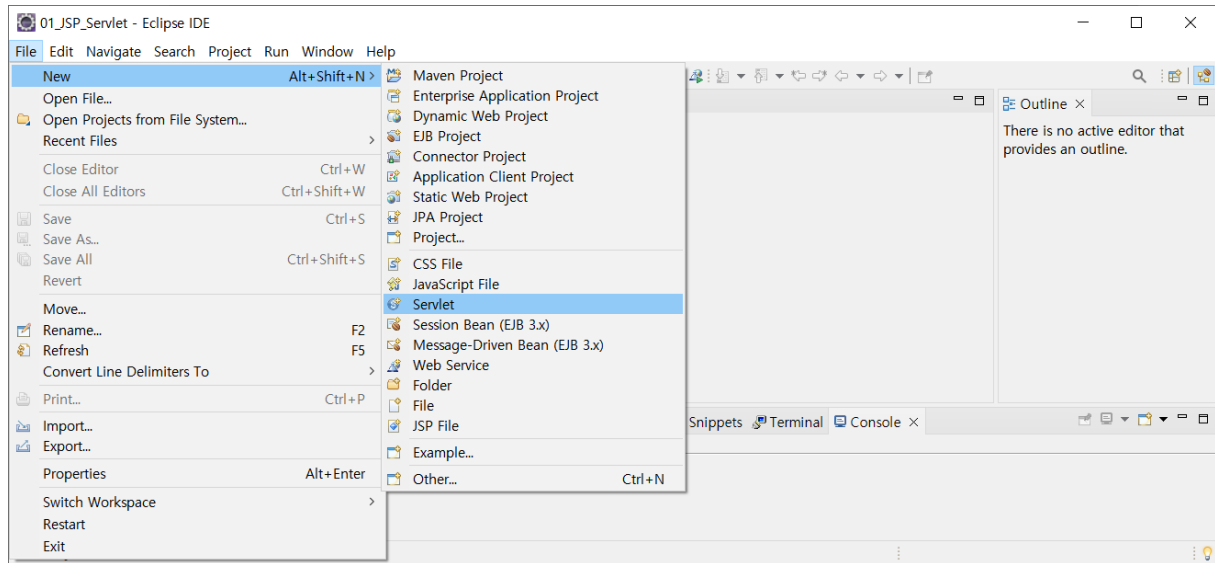 01_JSP_Servlet - Eclipse IDE
File Edit Navigate Search Project Run Window Help
New Alt+Shift+N >
Open File...
Open Projects from File System...
Recent Files >
Close Editor Ctrl+W
Close All Editors Ctrl+Shift+W
Save Ctrl+S
Save As...
Save All Ctrl+Shift+S
Revert
Move...
Rename... F2
Refresh F5
Convert Line Delimiters To >
Print... Ctrl+P
Import...
Export...
Properties Alt+Enter
Switch Workspace >
Restart
Exit
Maven Project
Enterprise Application Project
Dynamic Web Project
EJB Project
Connector Project
Application Client Project
Static Web Project
JPA Project
Project...
CSS File
JavaScript File
Servlet
Session Bean (EJB 3.x)
Message-Driven Bean (EJB 3.x)
Web Service
Folder
File
JSP File
Example...
Other... Ctrl+N
Outline
There is no active editor that
provides an outline.
Snippets Terminal Console